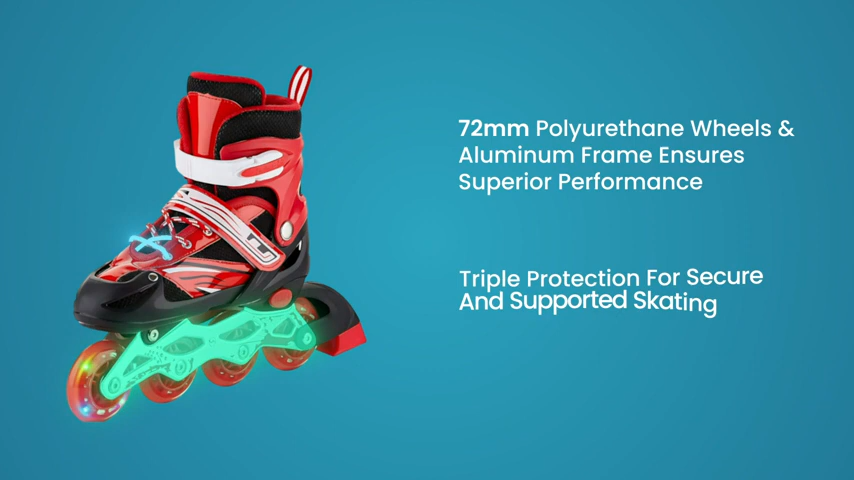 72mm Polyurethane Wheels &
Aluminum Frame Ensures
Superior Performance
Triple Protection For Secure
And Supported Skating